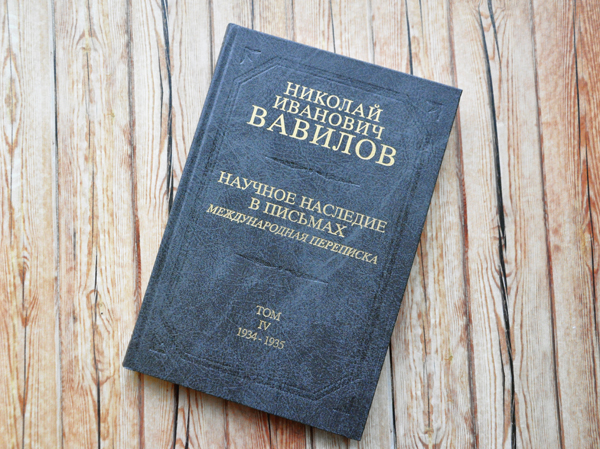 НИКОЛАЙ
ИВАНОВИЧ
ВАВИЛОВ
НАУЧНОЕ НАСЛЕДИЕ
В ПИСЬМАХ
МЕЖДУНАРОДНАЯ ПЕРЕПИСКА
ТОМ
IV
1934-1935